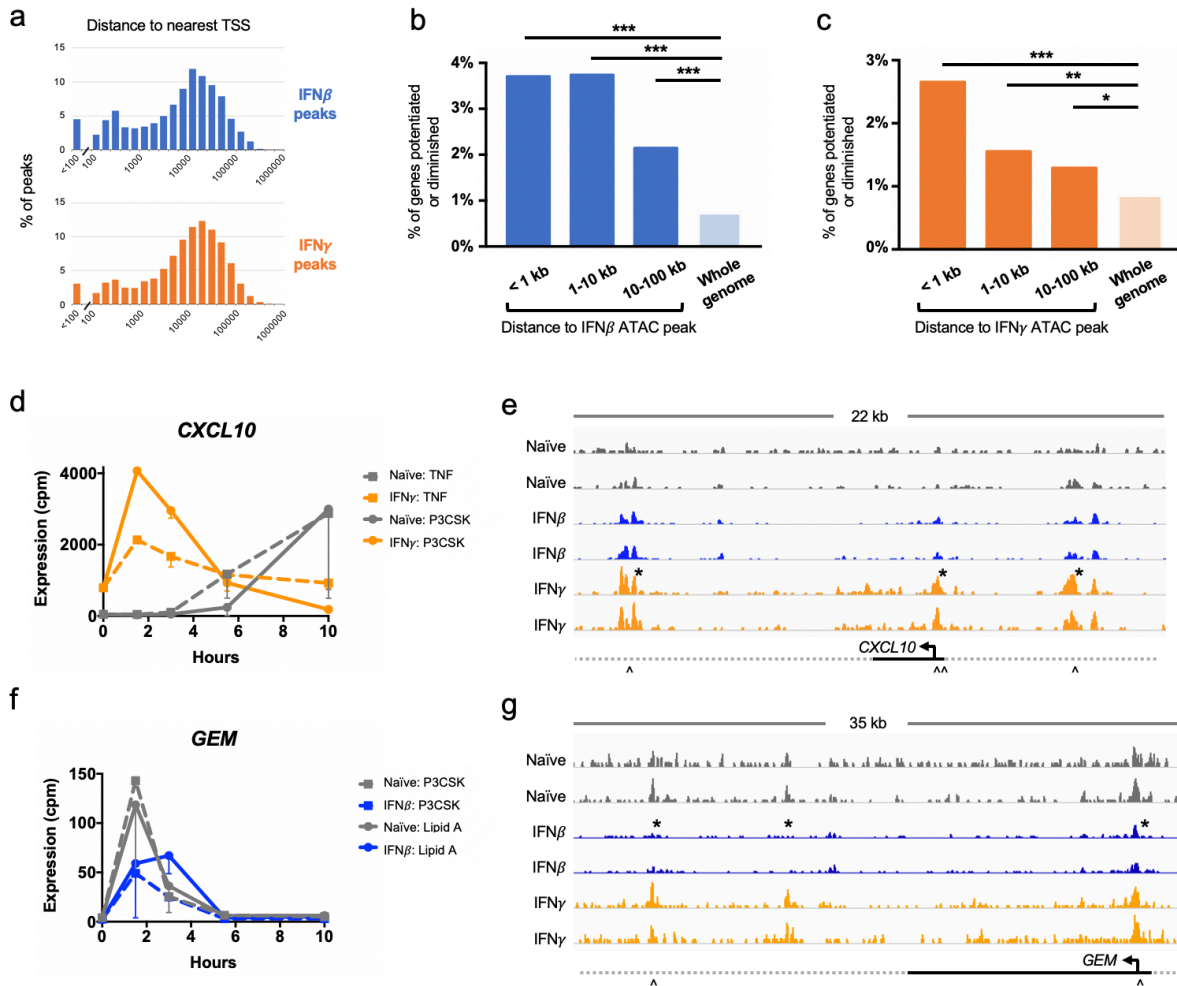 a
Distance to nearest TSS
15
10
5
0
<100
100
1000
10000
100000
1000000
IFNβ
peaks
% of peaks
15
10
5
0
<100
100
1000
10000
100000
1000000
IFNγ
peaks
b
% of genes potentiated
or diminished
4%
3%
2%
1%
0%
***
***
***
< 1 kb
1-10 kb
10-100 kb
Whole
genome
Distance to IFNβ ATAC peak
c
% of genes potentiated
or diminished
3%
2%
1%
0%
***
**
*
< 1 kb
1-10 kb
10-100 kb
Whole
genome
Distance to IFNγ ATAC peak
d
CXCL10
Expression (cpm)
4000
2000
0
0 2 4 6 8 10
Hours
Naïve: TNF
IFNγ: TNF
Naïve: P3CSK
IFNγ: P3CSK
e
22 kb
Naïve
Naïve
IFNβ
IFNβ
IFNγ
* * *
IFNγ
CXCL10
^ ^^ ^
f
GEM
Expression (cpm)
150
100
50
0
0 2 4 6 8 10
Hours
Naïve: P3CSK
IFNβ: P3CSK
Naïve: Lipid A
IFNβ: Lipid A
g
35 kb
Naïve
Naïve
IFNβ
* * *
IFNβ
IFNγ
IFNγ
GEM
^ ^